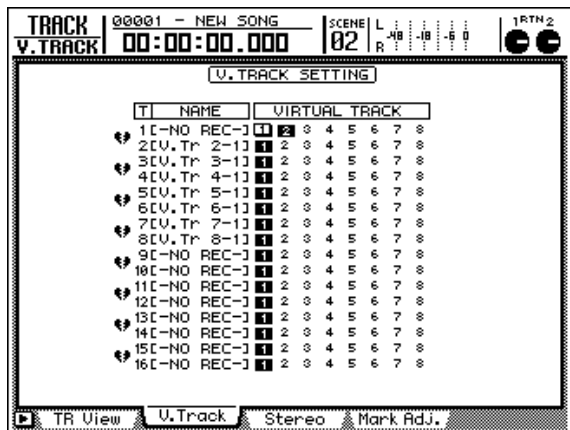 TRACK
V.TRACK
00001 - NEW SONG
00:00:00.000
SCENE
02
L
R
-48 -18 -6 0
1 RTN 2
V.TRACK SETTING
T NAME VIRTUAL TRACK
1[-NO REC-] 1 2 3 4 5 6 7 8
2[V.Tr 2-1] 1 2 3 4 5 6 7 8
3[V.Tr 3-1] 1 2 3 4 5 6 7 8
4[V.Tr 4-1] 1 2 3 4 5 6 7 8
5[V.Tr 5-1] 1 2 3 4 5 6 7 8
6[V.Tr 6-1] 1 2 3 4 5 6 7 8
7[V.Tr 7-1] 1 2 3 4 5 6 7 8
8[V.Tr 8-1] 1 2 3 4 5 6 7 8
9[-NO REC-] 1 2 3 4 5 6 7 8
10[-NO REC-] 1 2 3 4 5 6 7 8
11[-NO REC-] 1 2 3 4 5 6 7 8
12[-NO REC-] 1 2 3 4 5 6 7 8
13[-NO REC-] 1 2 3 4 5 6 7 8
14[-NO REC-] 1 2 3 4 5 6 7 8
15[-NO REC-] 1 2 3 4 5 6 7 8
16[-NO REC-] 1 2 3 4 5 6 7 8
TR View V.Track Stereo Mark Adj.